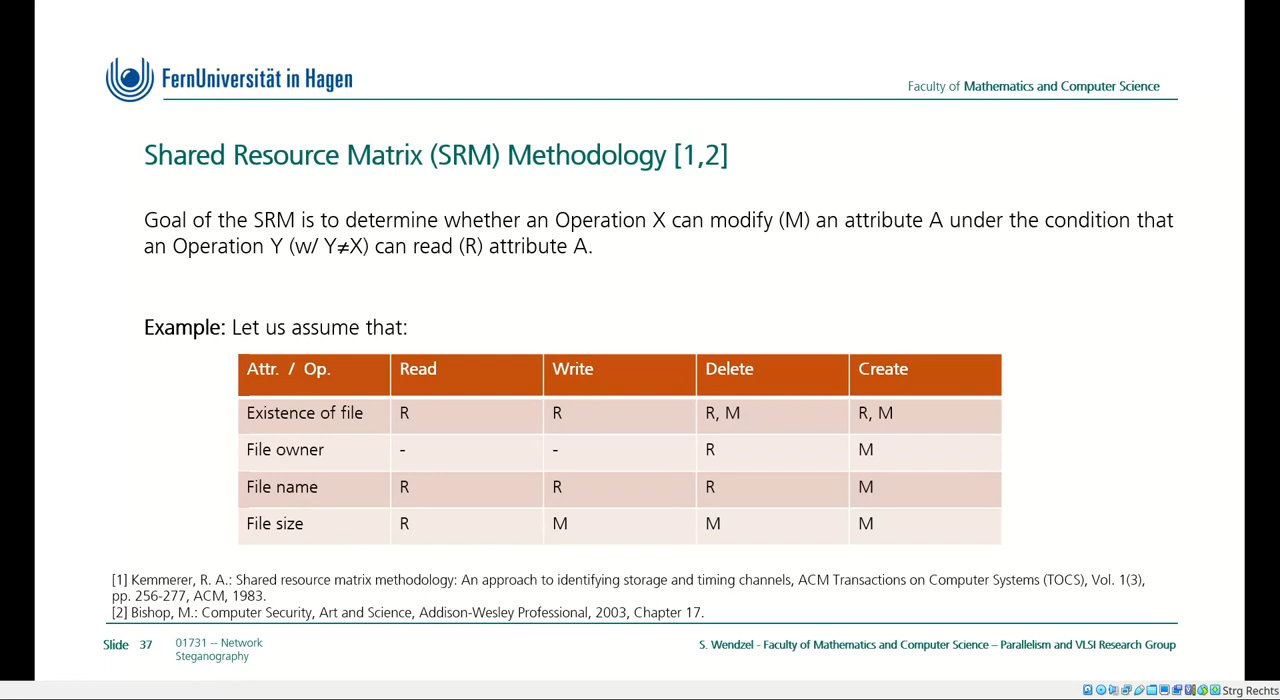 FernUniversität in Hagen
Faculty of Mathematics and Computer Science
Shared Resource Matrix (SRM) Methodology [1,2]
Goal of the SRM is to determine whether an Operation X can modify (M) an attribute A under the condition that
an Operation Y (w/ Y≠X) can read (R) attribute A.
Example: Let us assume that:
Attr. / Op. Read Write Delete Create
Existence of file R R R, M R, M
File owner - - R M
File name R R R M
File size R M M M
[1] Kemmerer, R. A.: Shared resource matrix methodology: An approach to identifying storage and timing channels, ACM Transactions on Computer Systems (TOCS), Vol. 1(3),
pp. 256-277, ACM, 1983.
[2] Bishop, M.: Computer Security, Art and Science, Addison-Wesley Professional, 2003, Chapter 17.
Slide 37
01731 -- Network
Steganography
S. Wendzel - Faculty of Mathematics and Computer Science – Parallelism and VLSI Research Group
Strg Rechts